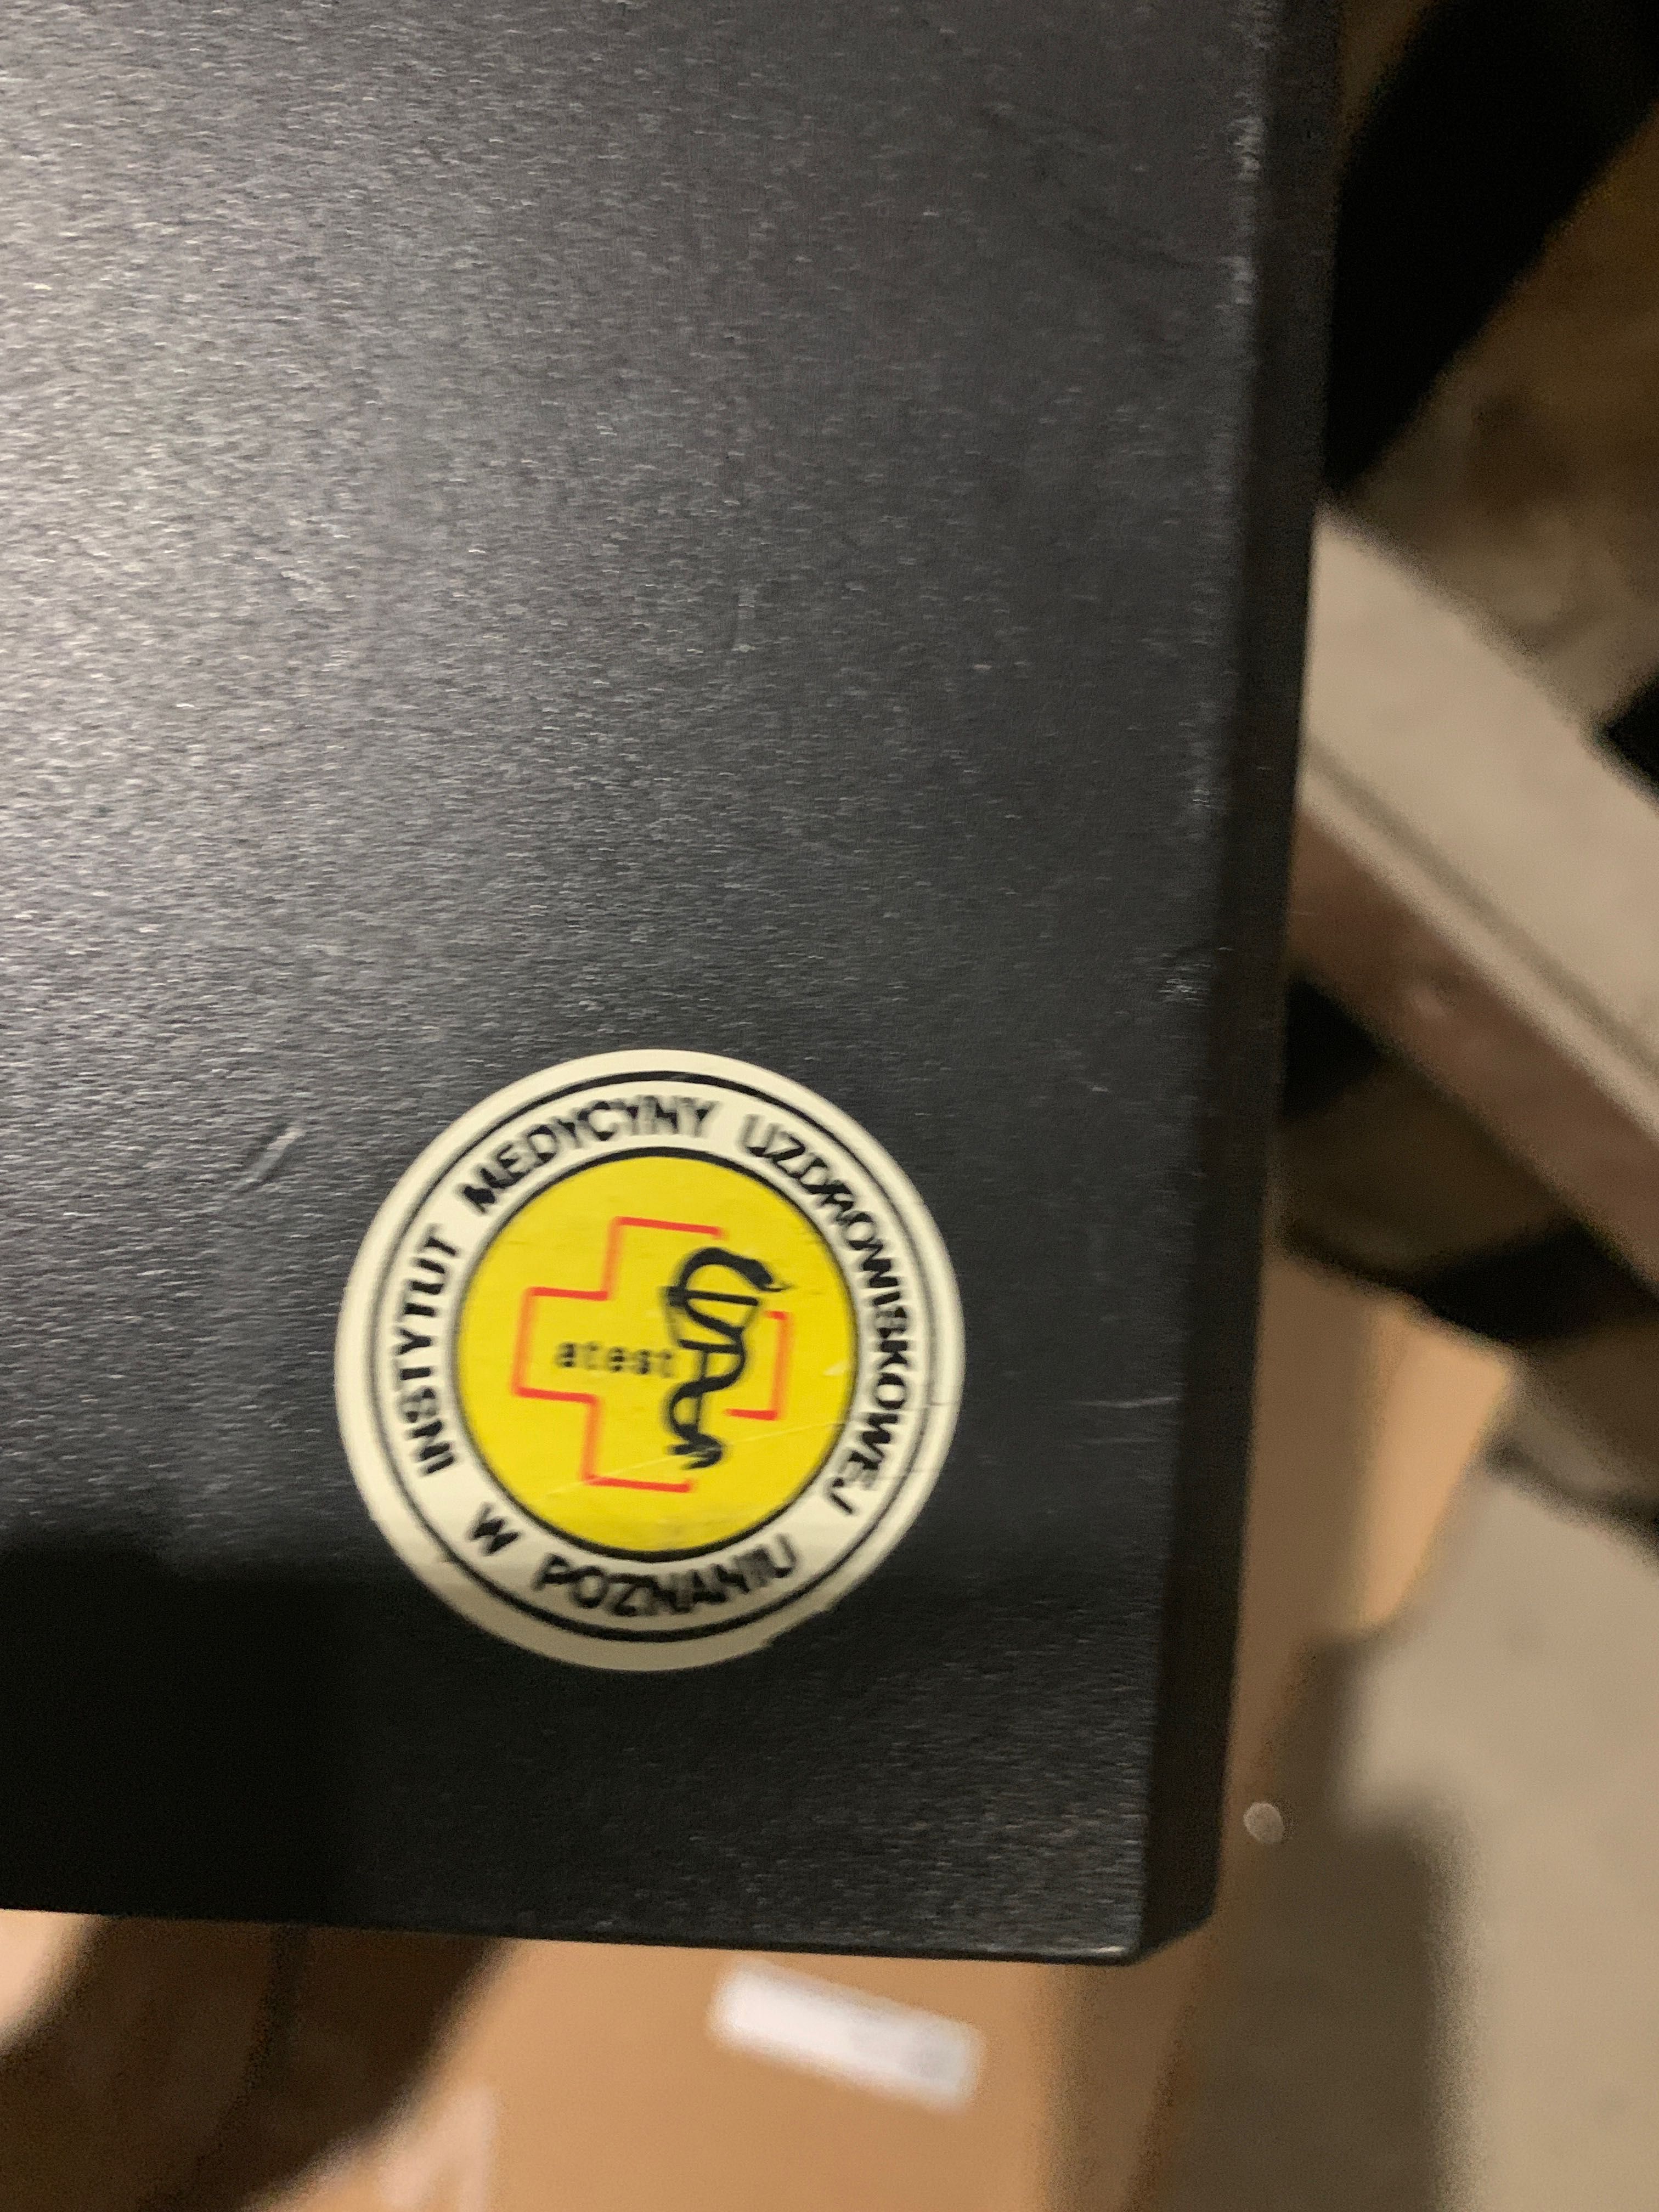 INSTYTUT MEDYCYNY UZDROWISKOWEJ
W POZNANIU
atest